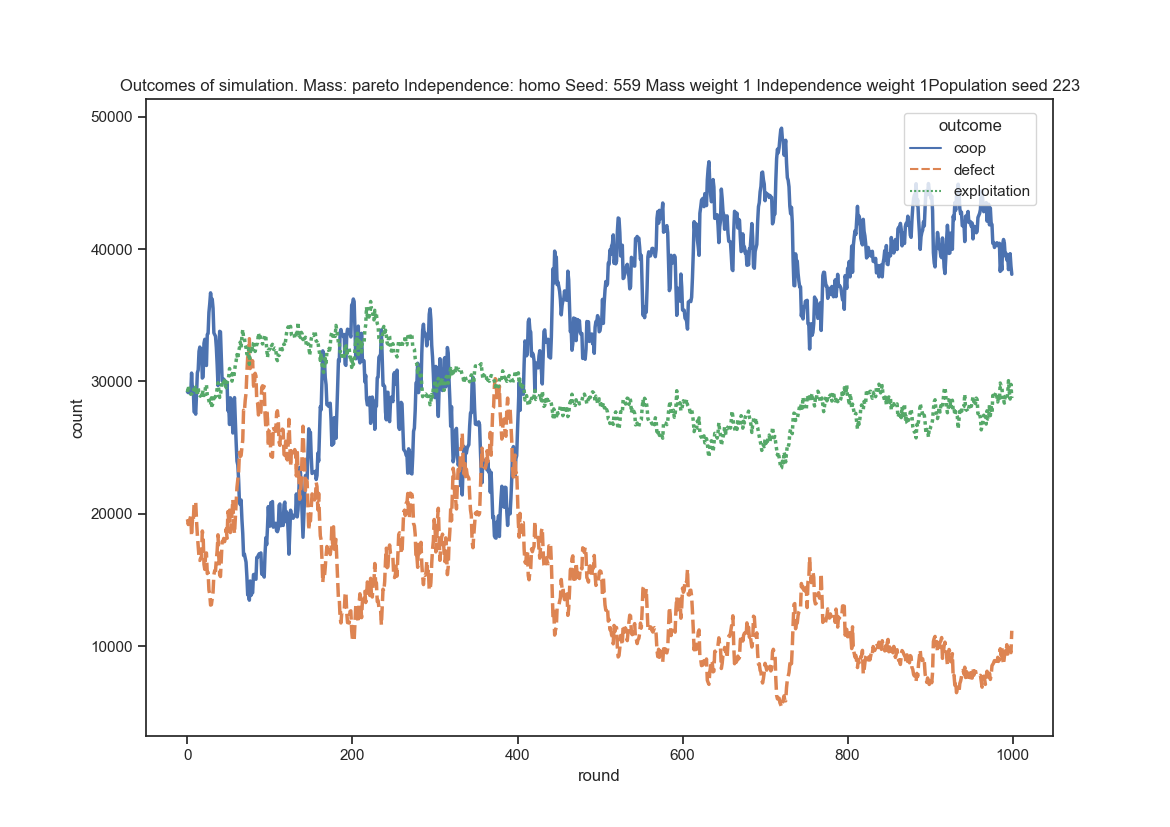 Outcomes of simulation. Mass: pareto Independence: homo Seed: 559 Mass weight 1 Independence weight 1Population seed 223
50000
40000
30000
20000
10000
count
outcome
coop
defect
exploitation
0
200
400
600
800
1000
round